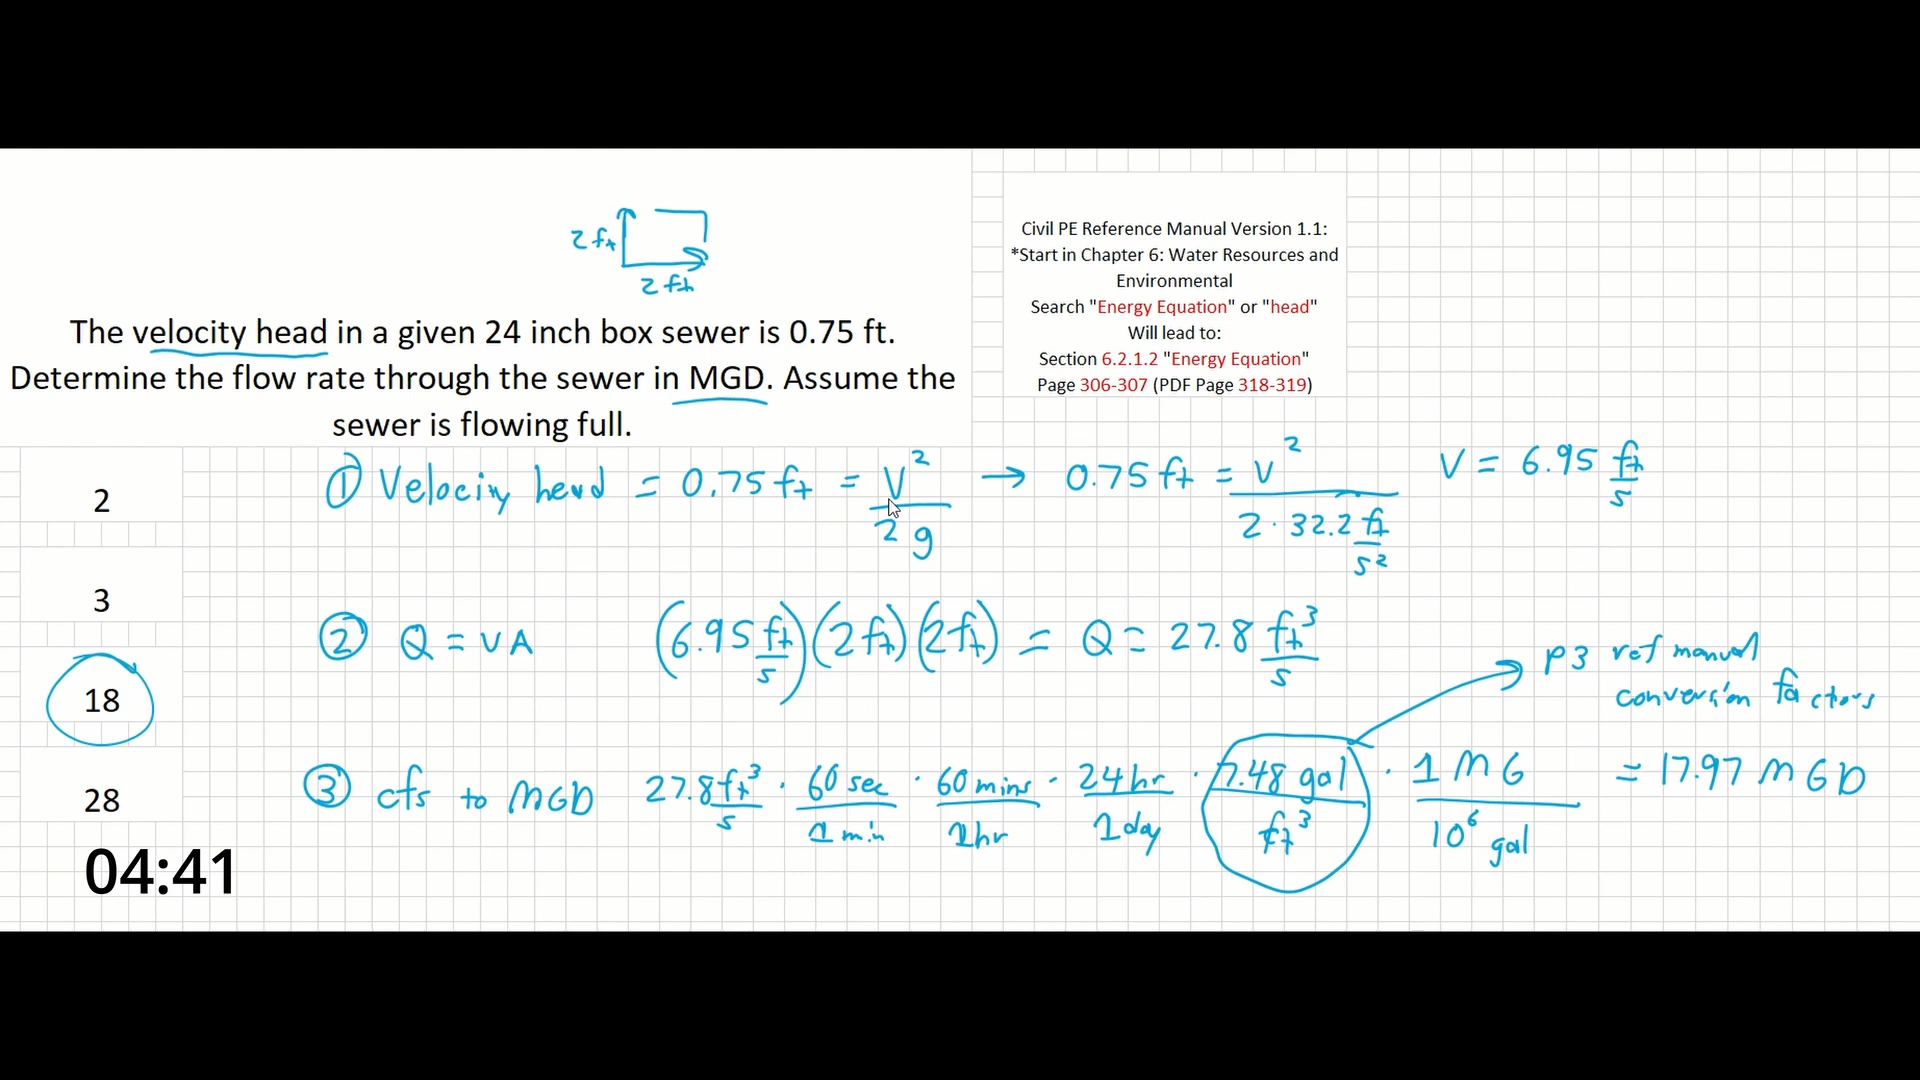 2 ft
2 ft
The velocity head in a given 24 inch box sewer is 0.75 ft.
Determine the flow rate through the sewer in MGD. Assume the
sewer is flowing full.
Civil PE Reference Manual Version 1.1:
*Start in Chapter 6: Water Resources and
Environmental
Search "Energy Equation" or "head"
Will lead to:
Section 6.2.1.2 "Energy Equation"
Page 306-307 (PDF Page 318-319)
2
3
18
28
04:41
① Velocity head = 0.75 ft = V²/2g → 0.75 ft = V²/2 · 32.2 ft/s² V = 6.95 ft/s
② Q = VA (6.95 ft/s)(2ft)(2ft) = Q = 27.8 ft³/s
p3 ref manual
conversion factors
③ cfs to MGD 27.8 ft³/s · 60 sec/1 min · 60 mins/1hr · 24 hr/1 day · 7.48 gal/ft³ · 1 MG/10⁶ gal = 17.97 MGD